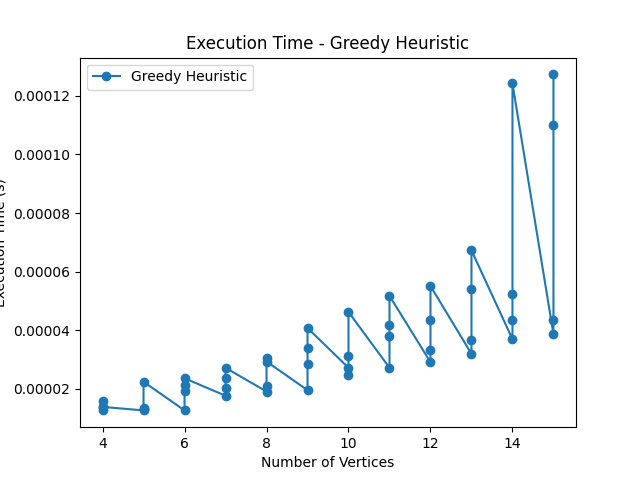 Execution Time - Greedy Heuristic
Greedy Heuristic
0.00012
0.00010
0.00008
0.00006
0.00004
0.00002
Execution Time (s)
4 6 8 10 12 14
Number of Vertices